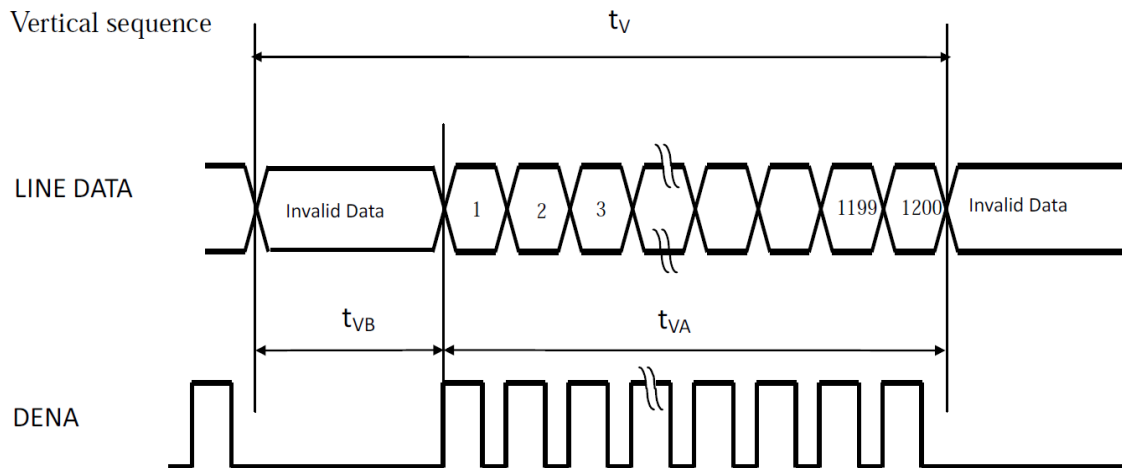 Vertical sequence
tV
LINE DATA
Invalid Data
1
2
3
1199
1200
Invalid Data
tVB
tVA
DENA